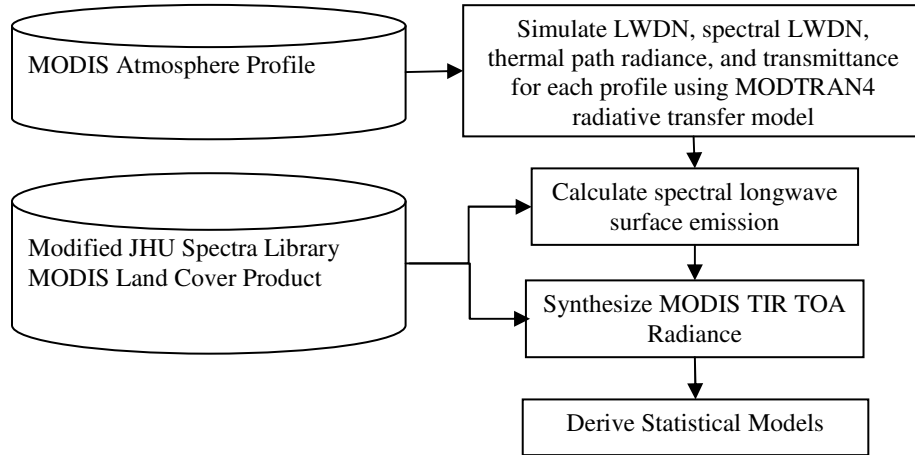 MODIS Atmosphere Profile
Simulate LWDN, spectral LWDN,
thermal path radiance, and transmittance
for each profile using MODTRAN4
radiative transfer model
Calculate spectral longwave
surface emission
Modified JHU Spectra Library
MODIS Land Cover Product
Synthesize MODIS TIR TOA
Radiance
Derive Statistical Models